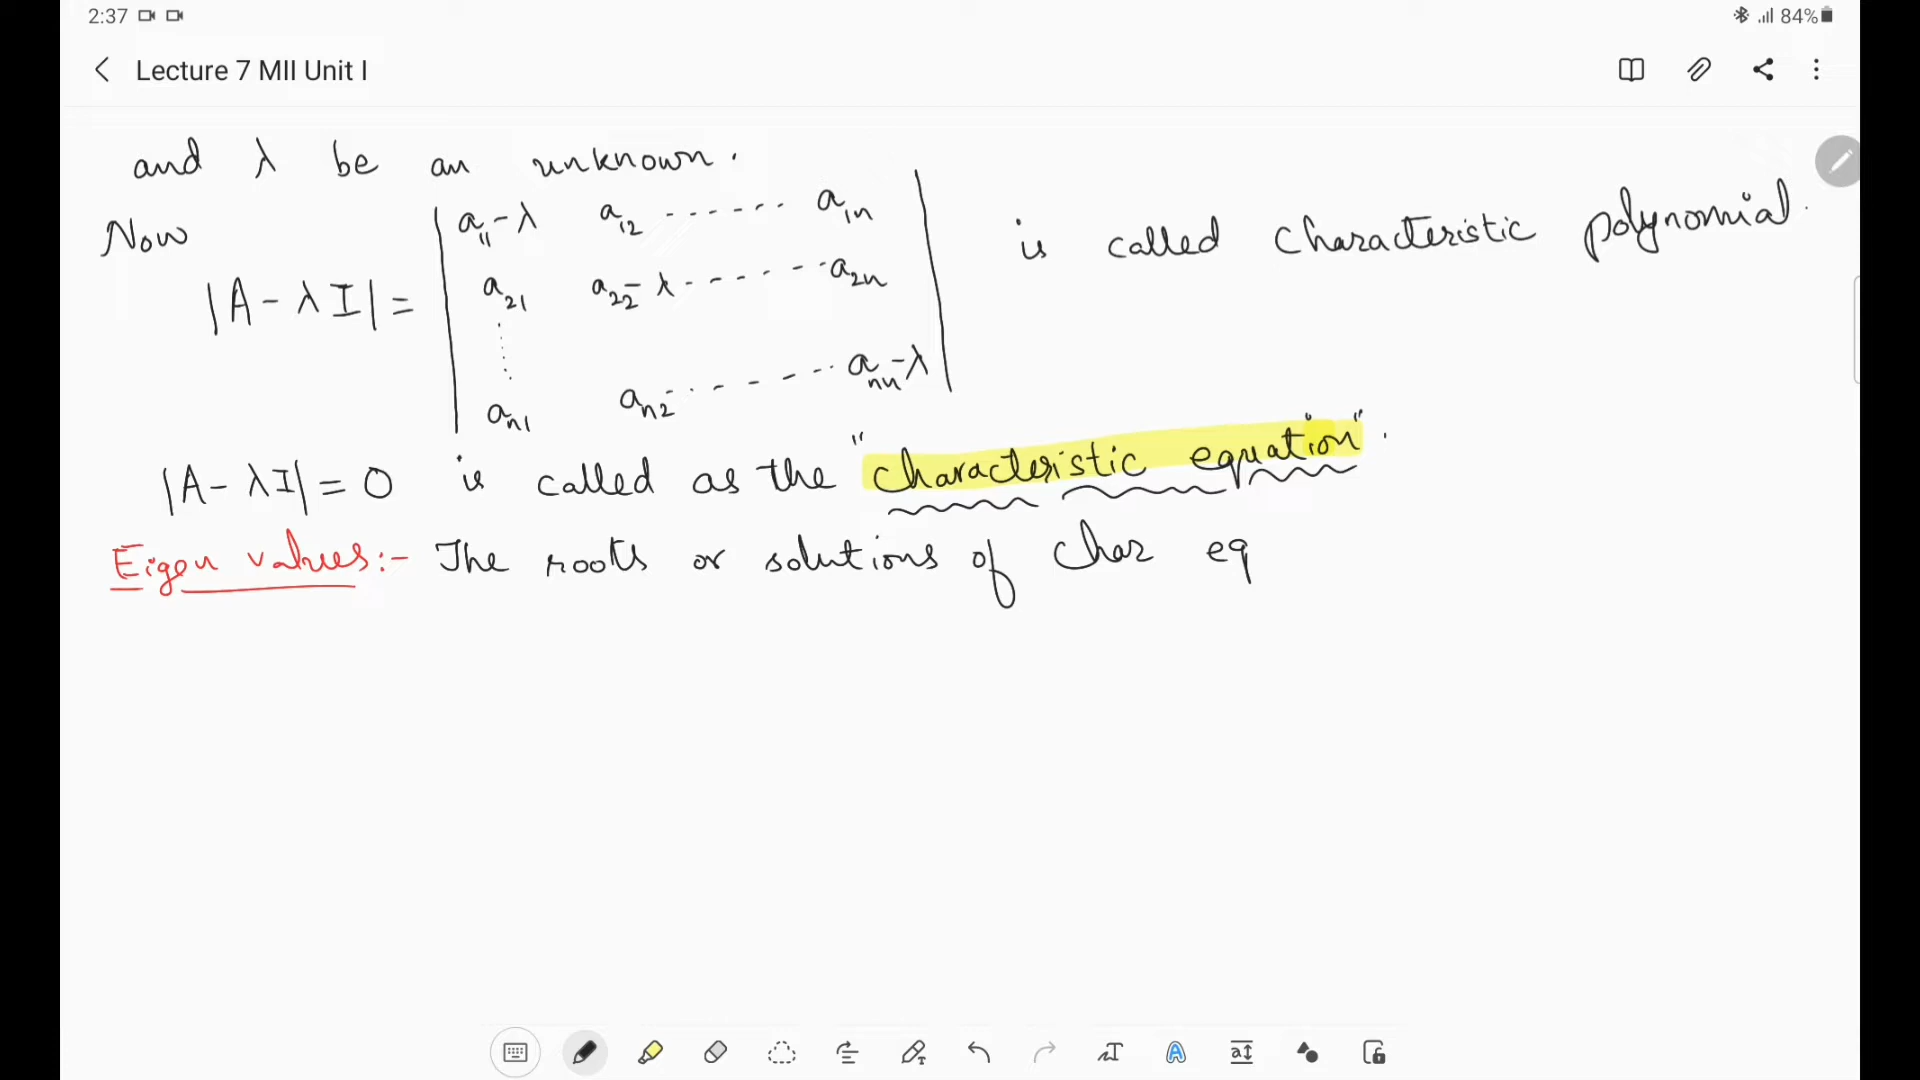 2:37 84%
Lecture 7 MII Unit I
and λ be an unknown.
Now
|A - λI| = | a₁₁-λ a₁₂ ------ a₁ₙ
a₂₁ a₂₂-λ ------ a₂ₙ
aₙ₁ aₙ₂ ------ aₙₙ-λ | is called characteristic polynomial.
|A - λI| = 0 is called as the "characteristic equation".
Eigen values:- The roots or solutions of char eq